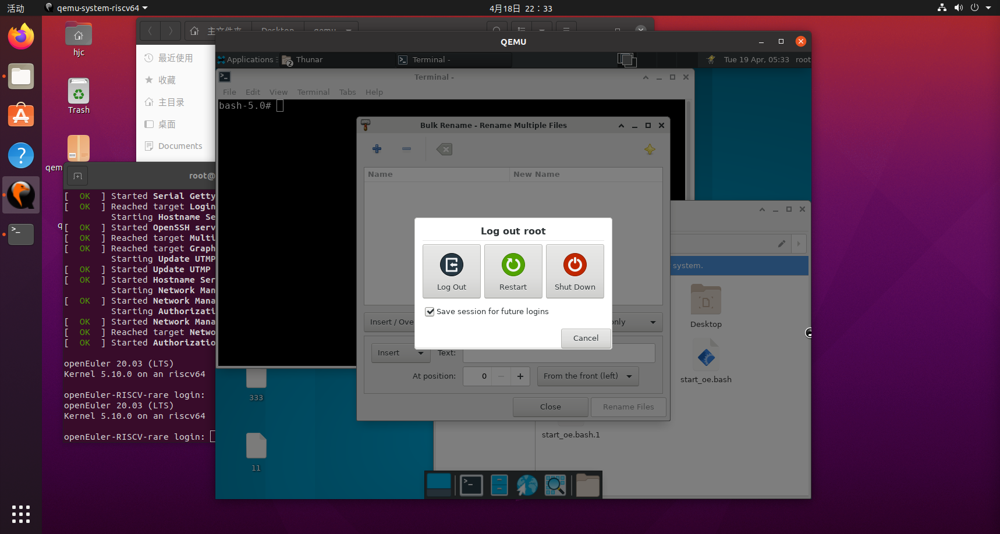 活动
qemu-system-riscv64
4月18日 22：33
hjc
Trash
qem
q
主文件夹
Desktop
qemu
最近使用
收藏
主目录
桌面
Documents
root@
[ OK ] Started Serial Getty
[ OK ] Reached target Login
Starting Hostname Se
[ OK ] Started OpenSSH serv
[ OK ] Reached target Multi
[ OK ] Reached target Graph
Starting Update UTMP
[ OK ] Started Update UTMP
[ OK ] Started Hostname Ser
Starting Network Man
[ OK ] Started Network Mana
Starting Authorizati
[ OK ] Started Network Mana
[ OK ] Reached target Netwo
[ OK ] Started Authorizatio
openEuler 20.03 (LTS)
Kernel 5.10.0 on an riscv64
openEuler-RISCV-rare login:
openEuler 20.03 (LTS)
Kernel 5.10.0 on an riscv64
openEuler-RISCV-rare login:
QEMU
Applications
2
Thunar
Terminal -
Tue 19 Apr, 05:33 root
Terminal -
File Edit View Terminal Tabs Help
bash-5.0#
Bulk Rename - Rename Multiple Files
Name New Name
Log out root
Log Out Restart Shut Down
Save session for future logins
Cancel
Insert / Ove
only
Insert
Text:
At position: 0 From the front (left)
Close Rename Files
system.
Desktop
start_oe.bash
start_oe.bash.1
333
11